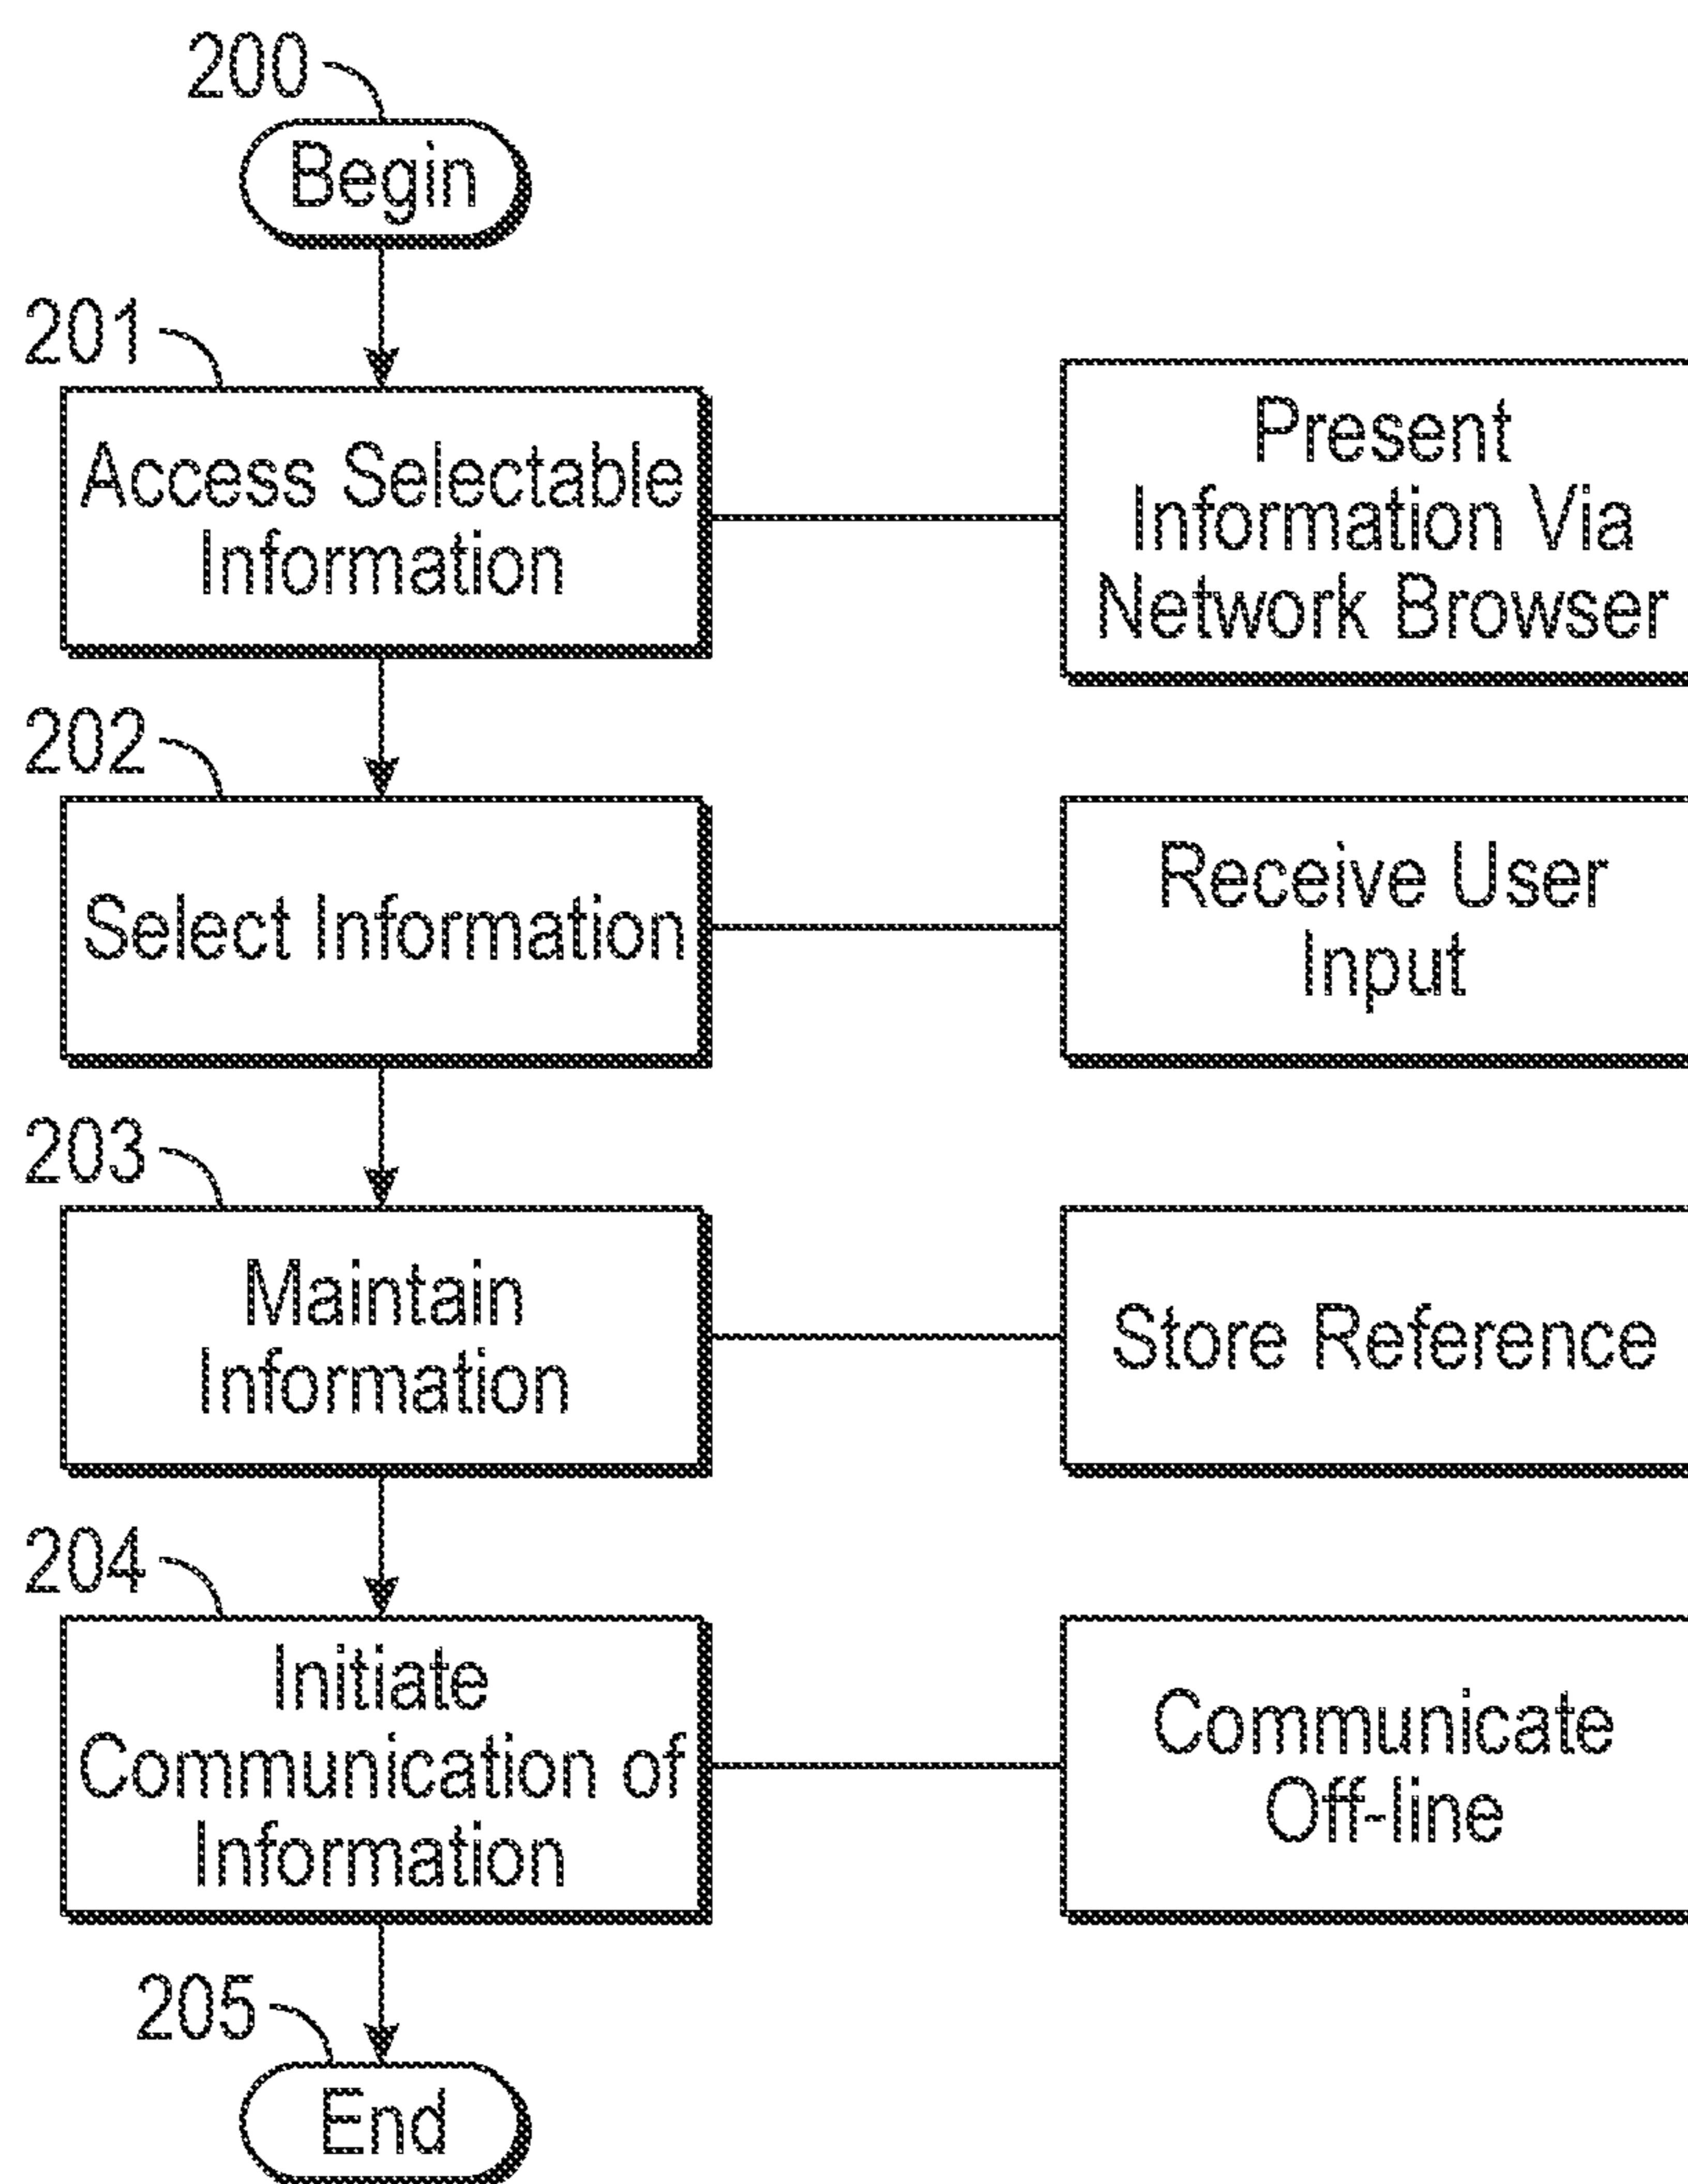 200
Begin
201
Access Selectable
Information
Present
Information Via
Network Browser
202
Select Information
Receive User
Input
203
Maintain
Information
Store Reference
204
Initiate
Communication of
Information
Communicate
Off-line
205
End